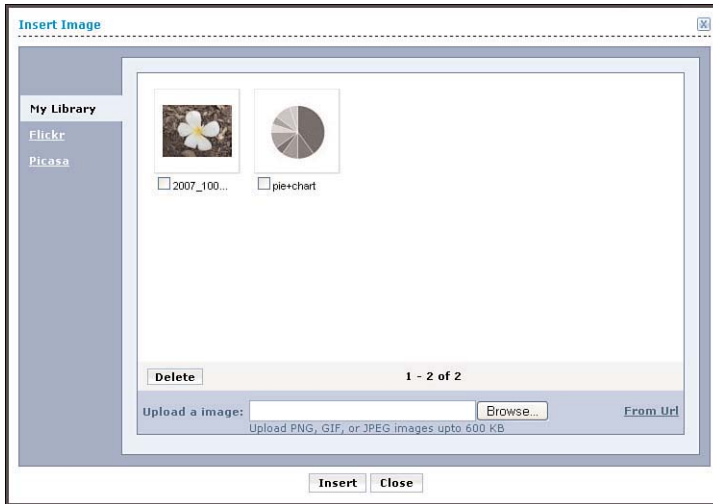 Insert Image
My Library
Flickr
Picasa
2007_100... pie+chart
Delete 1 - 2 of 2
Upload a image: Browse... From Url
Upload PNG, GIF, or JPEG images upto 600 KB
Insert Close